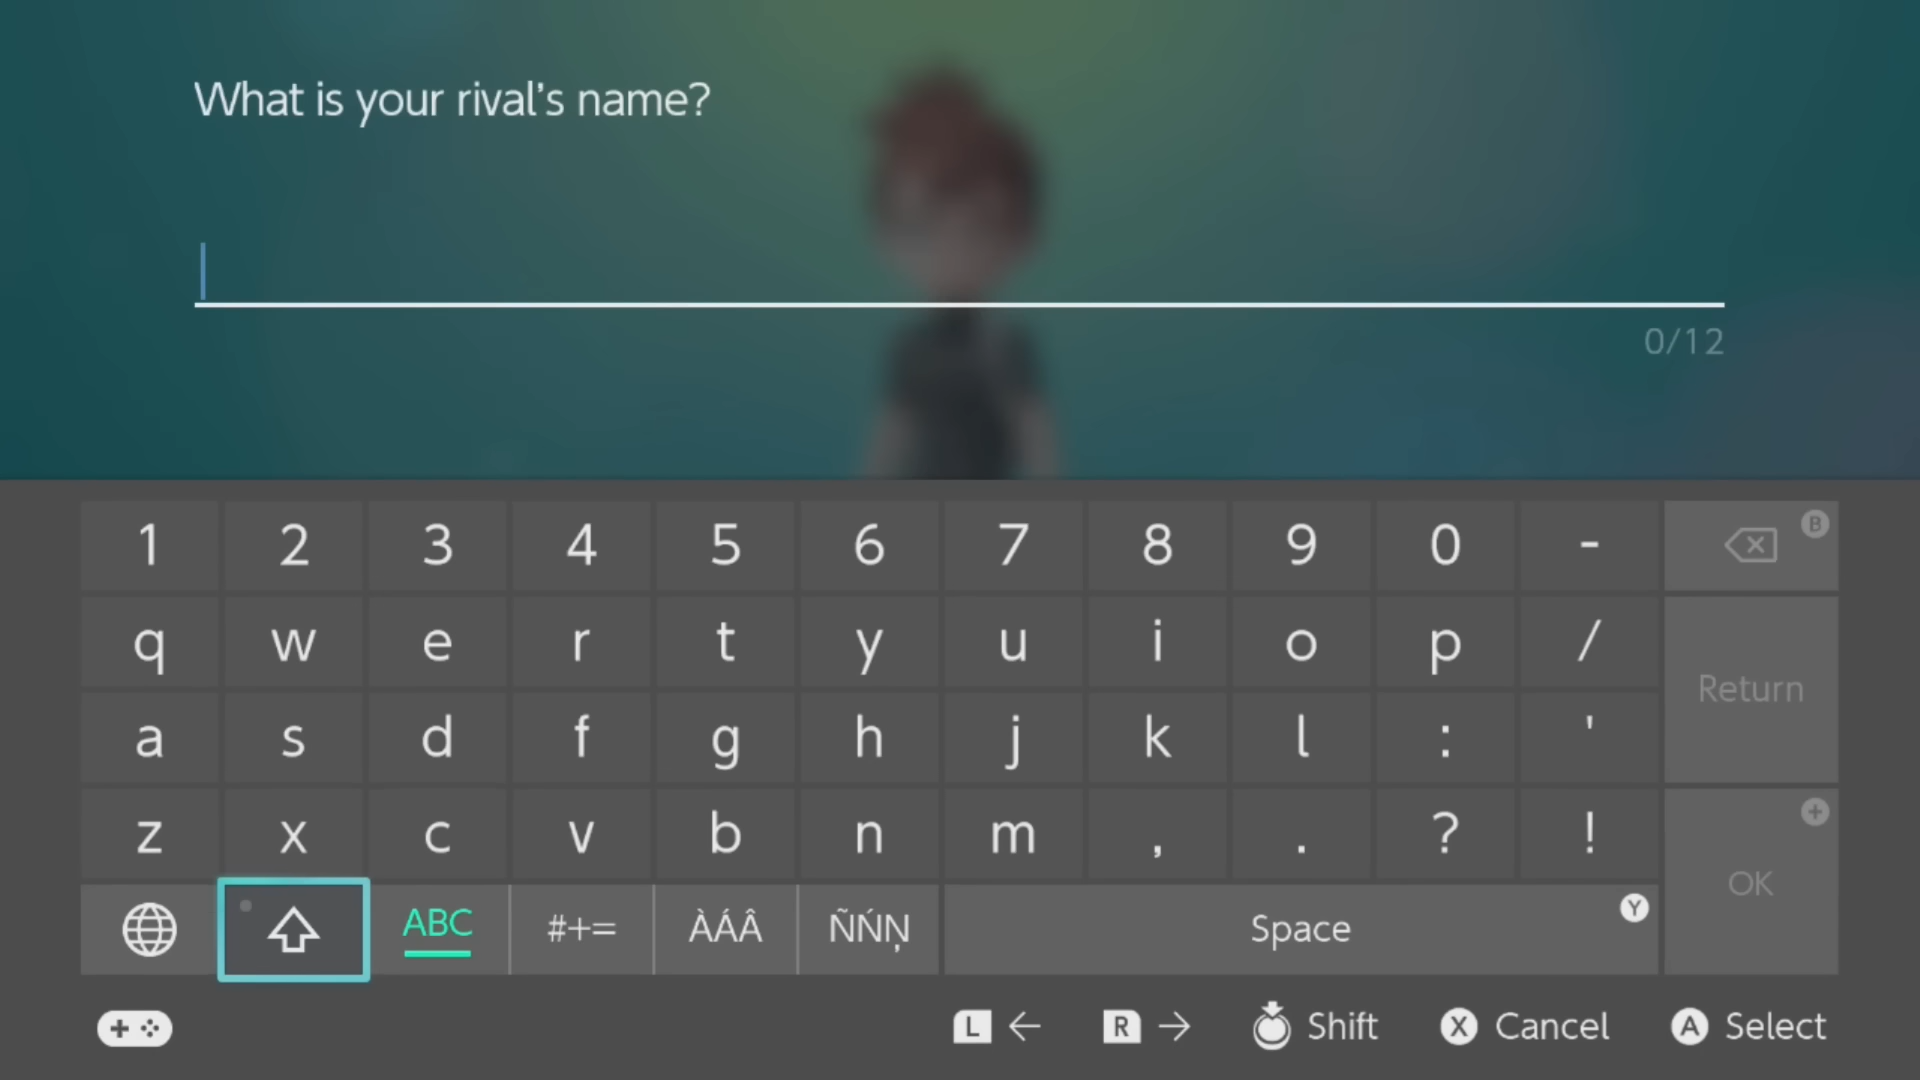 What is your rival's name?
0/12
1 2 3 4 5 6 7 8 9 0 - B
q w e r t y u i o p /
Return
a s d f g h j k l : '
z x c v b n m , . ? ! +
OK
ABC #+= ÀÁÂ ÑŃŅ Space Y
L ← R → Shift X Cancel A Select